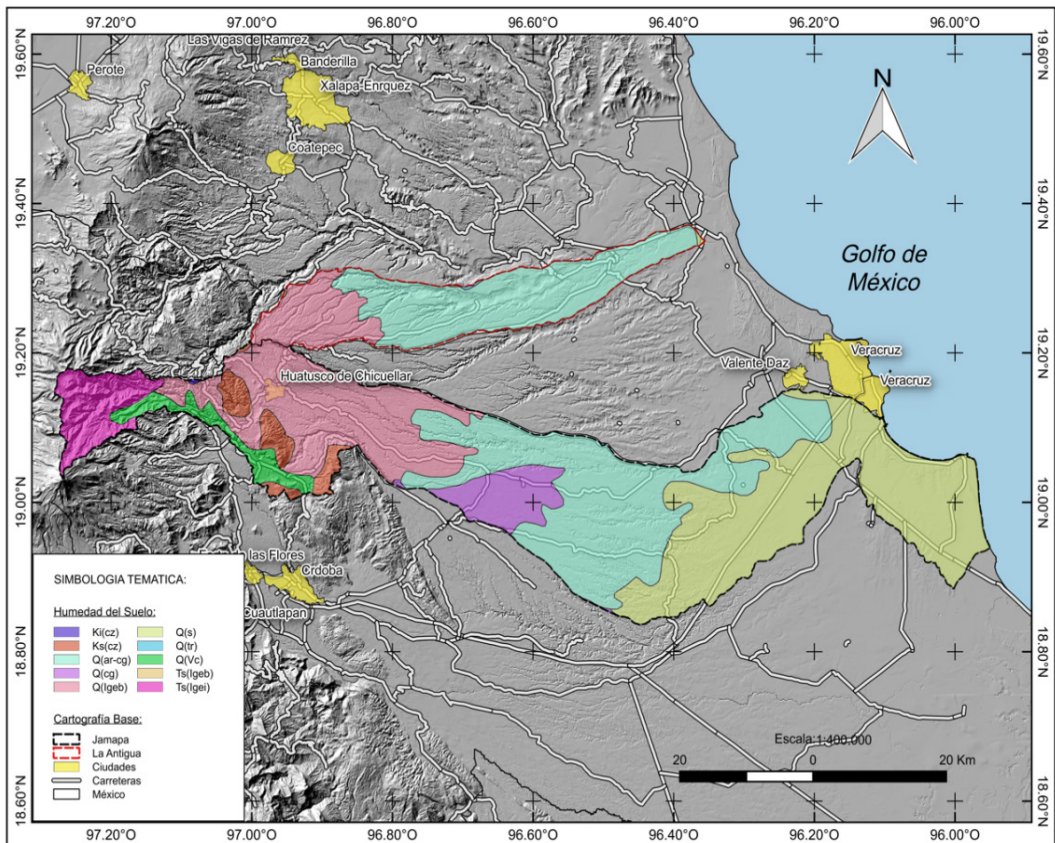 97.20°O 97.00°O 96.80°O 96.60°O 96.40°O 96.20°O 96.00°O
19.60°N
19.60°N
19.40°N
19.40°N
19.20°N
19.20°N
19.00°N
19.00°N
18.80°N
18.80°N
18.60°N
18.60°N
Las Vigas de Ramrez
Banderilla
Perote
Xalapa-Enrquez
Coatepec
N
Golfo de
México
Huatusco de Chicuellar
Valente Daz
Veracruz
Veracruz
las Flores
Crdoba
Cuautlapan
SIMBOLOGIA TEMATICA:
Humedad del Suelo:
Ki(cz) Q(s)
Ks(cz) Q(tr)
Q(ar-cg) Q(Vc)
Q(cg) Ts(Igeb)
Q(Igeb) Ts(Igei)
Cartografía Base:
Jamapa
La Antigua
Ciudades
Carreteras
México
Escala:1:400.000
20 0 20 Km
97.20°O 97.00°O 96.80°O 96.60°O 96.40°O 96.20°O 96.00°O